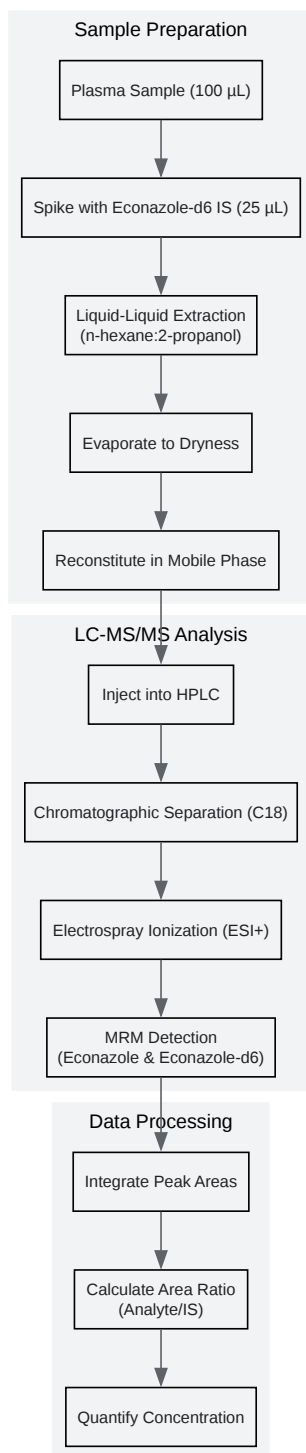 Sample Preparation
Plasma Sample (100 µL)
Spike with Econazole-d6 IS (25 µL)
Liquid-Liquid Extraction
(n-hexane:2-propanol)
Evaporate to Dryness
Reconstitute in Mobile Phase
LC-MS/MS Analysis
Inject into HPLC
Chromatographic Separation (C18)
Electrospray Ionization (ESI+)
MRM Detection
(Econazole & Econazole-d6)
Data Processing
Integrate Peak Areas
Calculate Area Ratio
(Analyte/IS)
Quantify Concentration